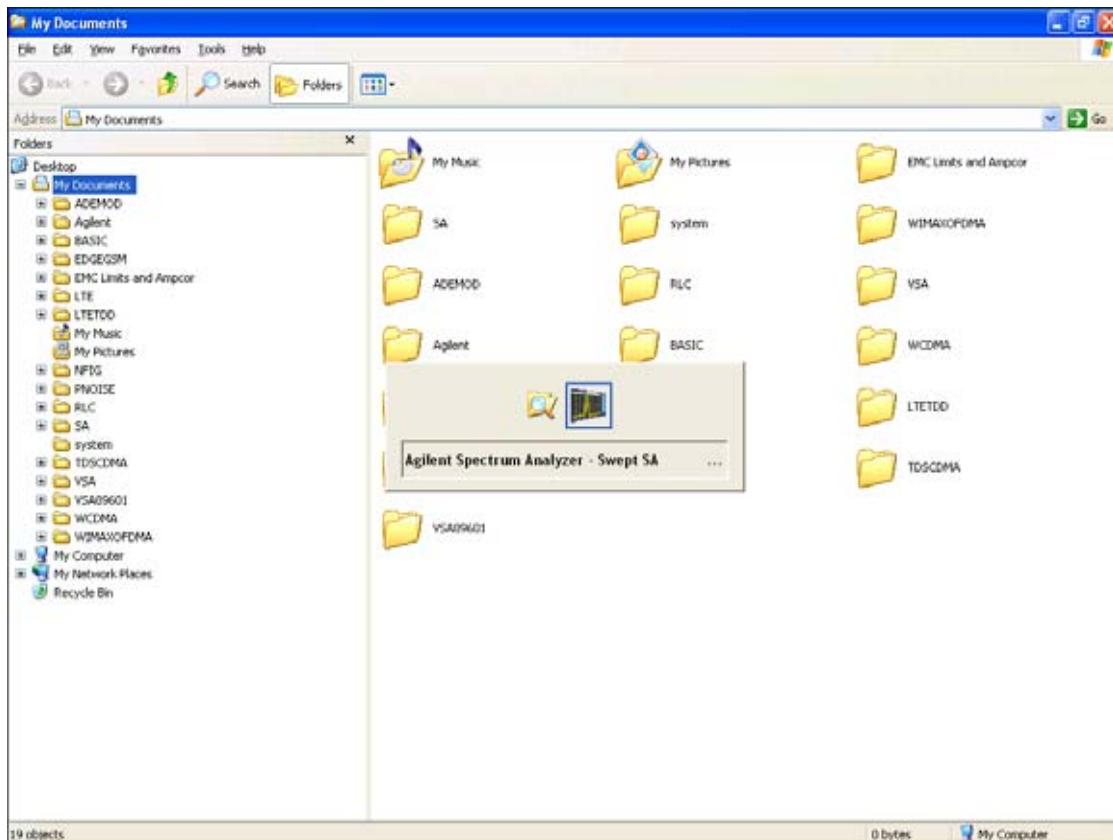 My Documents
File Edit View Favorites Tools Help
Back Search Folders
Address My Documents Go
Folders
Desktop
My Documents
ADEMOD
Agilent
BASIC
EDGEGSM
EMC Limits and Ampcor
LTE
LTETDD
My Music
My Pictures
NFIG
PNOISE
RLC
SA
system
TDSCDMA
VSA
VSA89601
WCDMA
WIMAXOFDMA
My Computer
My Network Places
Recycle Bin
My Music My Pictures EMC Limits and Ampcor
SA system WIMAXOFDMA
ADEMOD RLC VSA
Agilent BASIC WCDMA
LTETDD
Agilent Spectrum Analyzer - Swept SA ...
TDSCDMA
VSA89601
19 objects 0 bytes My Computer